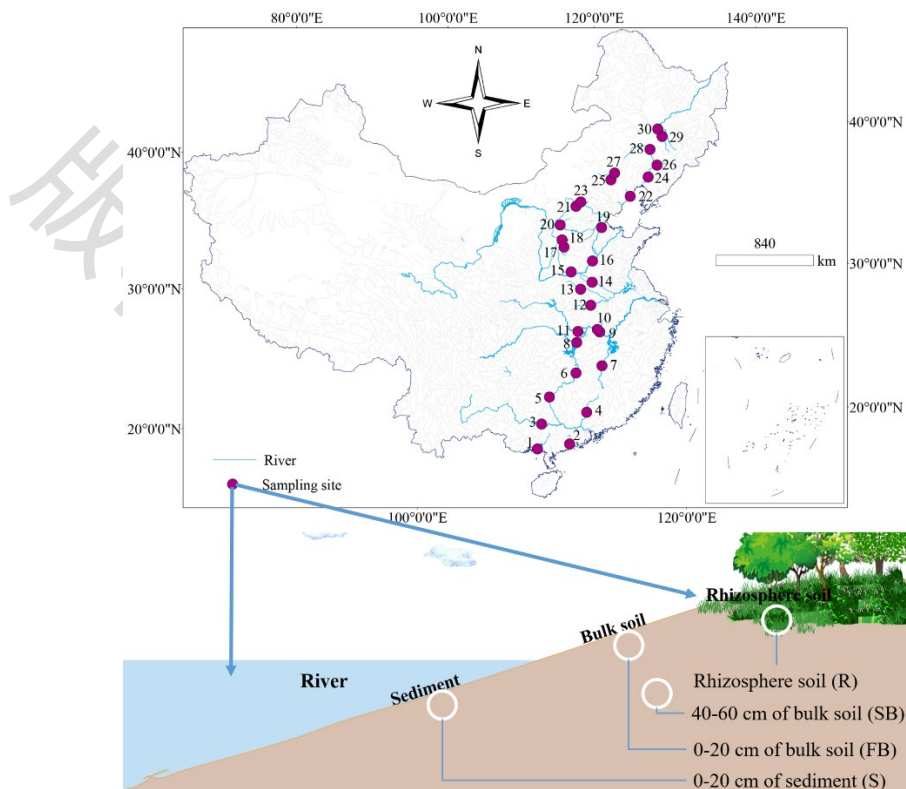 80°0'0"E 100°0'0"E 120°0'0"E 140°0'0"E
N
W E
S
40°0'0"N
30°0'0"N
20°0'0"N
40°0'0"N
30°0'0"N
20°0'0"N
30
29
28
26
27
25
24
23
22
21
20
19
18
17
16
15
14
13
12
11
10
9
8
7
6
5
4
3
2
1
840
km
River
Sampling site
100°0'0"E 120°0'0"E
版
Rhizosphere soil
Bulk soil
River
Sediment
Rhizosphere soil (R)
40-60 cm of bulk soil (SB)
0-20 cm of bulk soil (FB)
0-20 cm of sediment (S)